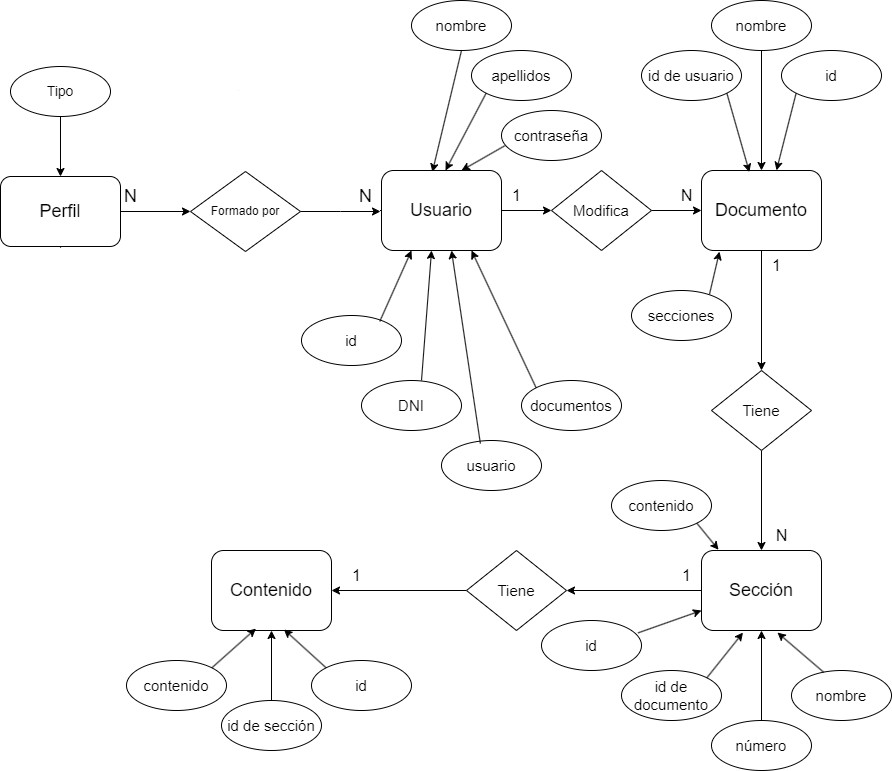 nombre
nombre
apellidos
id de usuario
id
Tipo
contraseña
N
N
1
N
Perfil
Formado por
Usuario
Modifica
Documento
1
secciones
id
DNI
documentos
Tiene
usuario
contenido
N
1
1
Contenido
Tiene
Sección
id
contenido
id
id de
documento
nombre
id de sección
número